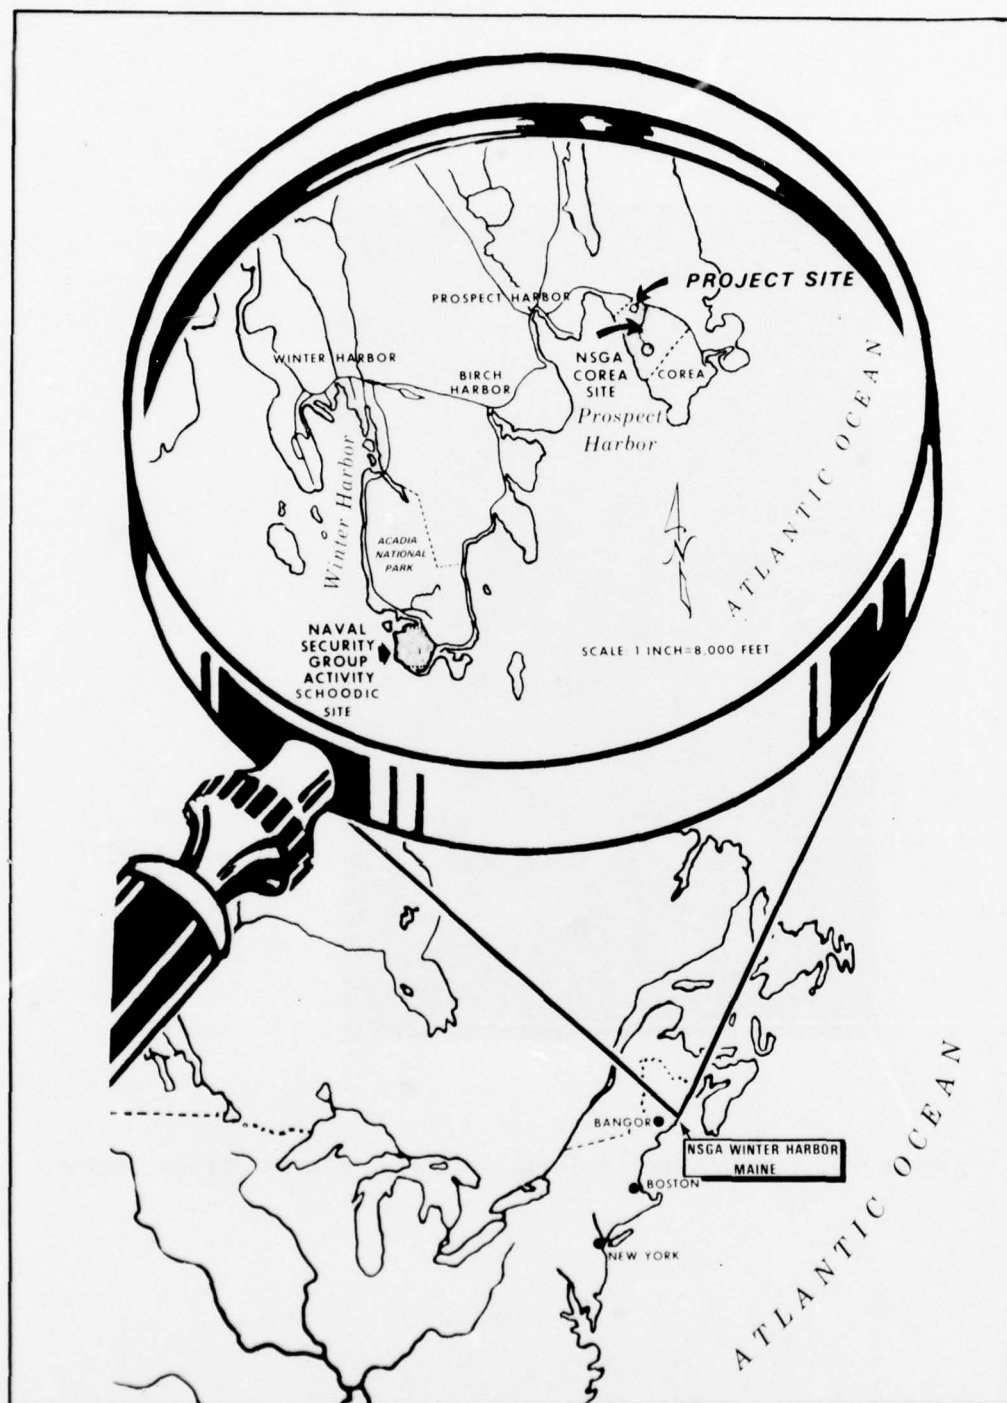 PROJECT SITE
PROSPECT HARBOR
WINTER HARBOR
BIRCH
HARBOR
NSGA
COREA
SITE
COREA
Prospect
Harbor
Winter Harbor
ACADIA
NATIONAL
PARK
N
ATLANTIC OCEAN
NAVAL
SECURITY
GROUP
ACTIVITY
SCHOODIC
SITE
SCALE: 1 INCH=8,000 FEET
BANGOR
NSGA WINTER HARBOR
MAINE
BOSTON
NEW YORK
ATLANTIC OCEAN